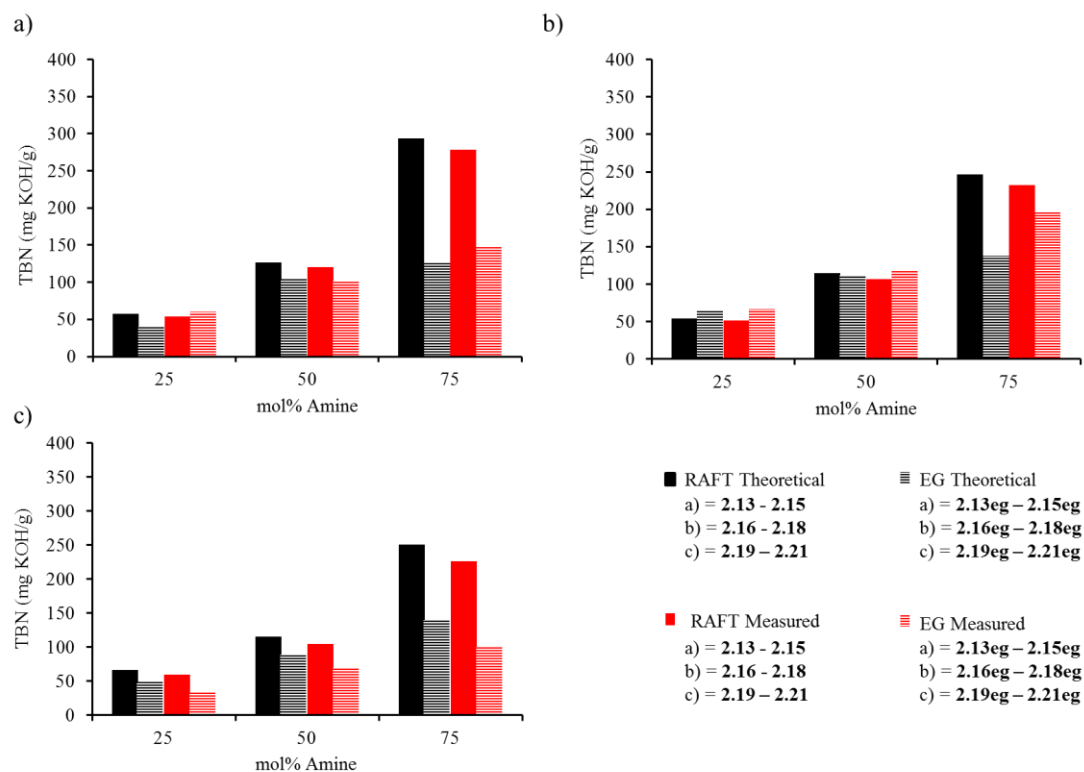 a)
400
350
300
250
200
150
100
50
0
TBN (mg KOH/g)
25 50 75
mol% Amine
b)
400
350
300
250
200
150
100
50
0
TBN (mg KOH/g)
25 50 75
mol% Amine
c)
400
350
300
250
200
150
100
50
0
TBN (mg KOH/g)
25 50 75
mol% Amine
RAFT Theoretical
a) = 2.13 - 2.15
b) = 2.16 - 2.18
c) = 2.19 – 2.21
EG Theoretical
a) = 2.13eg – 2.15eg
b) = 2.16eg – 2.18eg
c) = 2.19eg – 2.21eg
RAFT Measured
a) = 2.13 - 2.15
b) = 2.16 - 2.18
c) = 2.19 – 2.21
EG Measured
a) = 2.13eg – 2.15eg
b) = 2.16eg – 2.18eg
c) = 2.19eg – 2.21eg